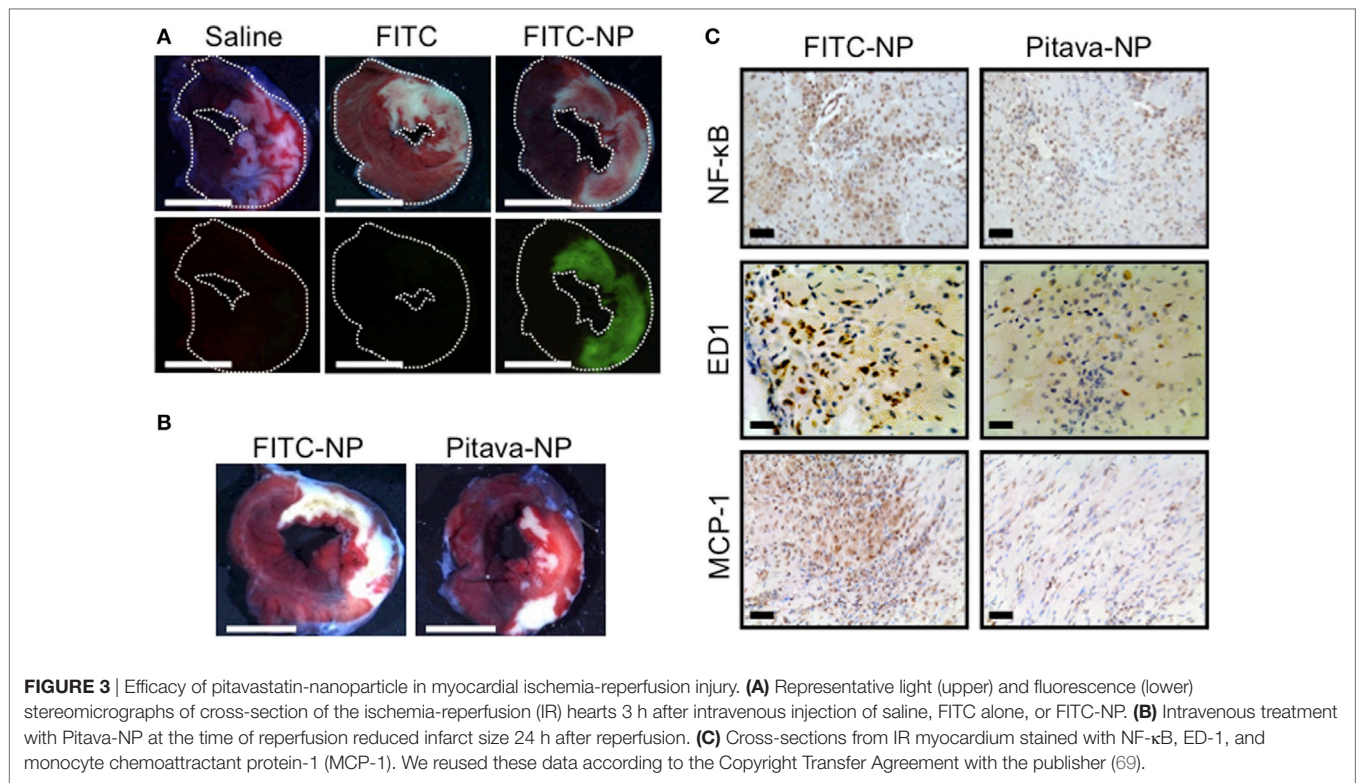 A
Saline FITC FITC-NP
B
FITC-NP Pitava-NP
C
FITC-NP Pitava-NP
NF-κB
ED1
MCP-1
FIGURE 3 | Efficacy of pitavastatin-nanoparticle in myocardial ischemia-reperfusion injury. (A) Representative light (upper) and fluorescence (lower)
stereomicrographs of cross-section of the ischemia-reperfusion (IR) hearts 3 h after intravenous injection of saline, FITC alone, or FITC-NP. (B) Intravenous treatment
with Pitava-NP at the time of reperfusion reduced infarct size 24 h after reperfusion. (C) Cross-sections from IR myocardium stained with NF-κB, ED-1, and
monocyte chemoattractant protein-1 (MCP-1). We reused these data according to the Copyright Transfer Agreement with the publisher (69).